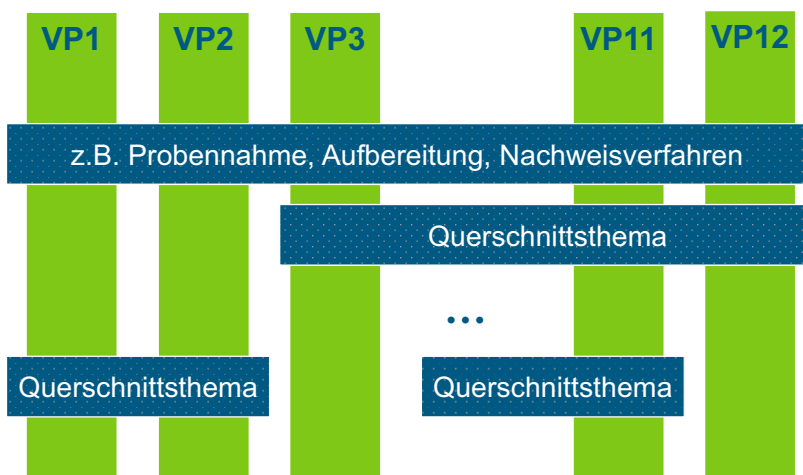 VP1 VP2 VP3 VP11 VP12
z.B. Probennahme, Aufbereitung, Nachweisverfahren
Querschnittsthema
...
Querschnittsthema Querschnittsthema